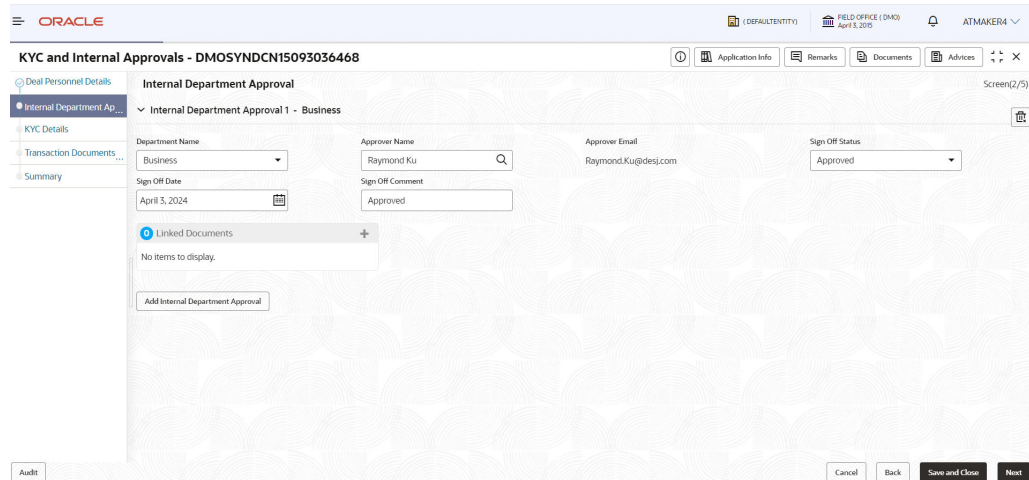 ORACLE
( DEFAULTENTITY)
FIELD OFFICE ( DMO)
April 3, 2015
ATMAKER4
KYC and Internal Approvals - DMOSYNDCN15093036468
Application Info
Remarks
Documents
Advices
Deal Personnel Details
Internal Department Ap...
KYC Details
Transaction Documents ...
Summary
Internal Department Approval
Screen(2/5)
Internal Department Approval 1 - Business
Department Name
Approver Name
Approver Email
Sign Off Status
Business
Raymond Ku
Raymond.Ku@desj.com
Approved
Sign Off Date
Sign Off Comment
April 3, 2024
Approved
0 Linked Documents
No items to display.
Add Internal Department Approval
Audit
Cancel
Back
Save and Close
Next